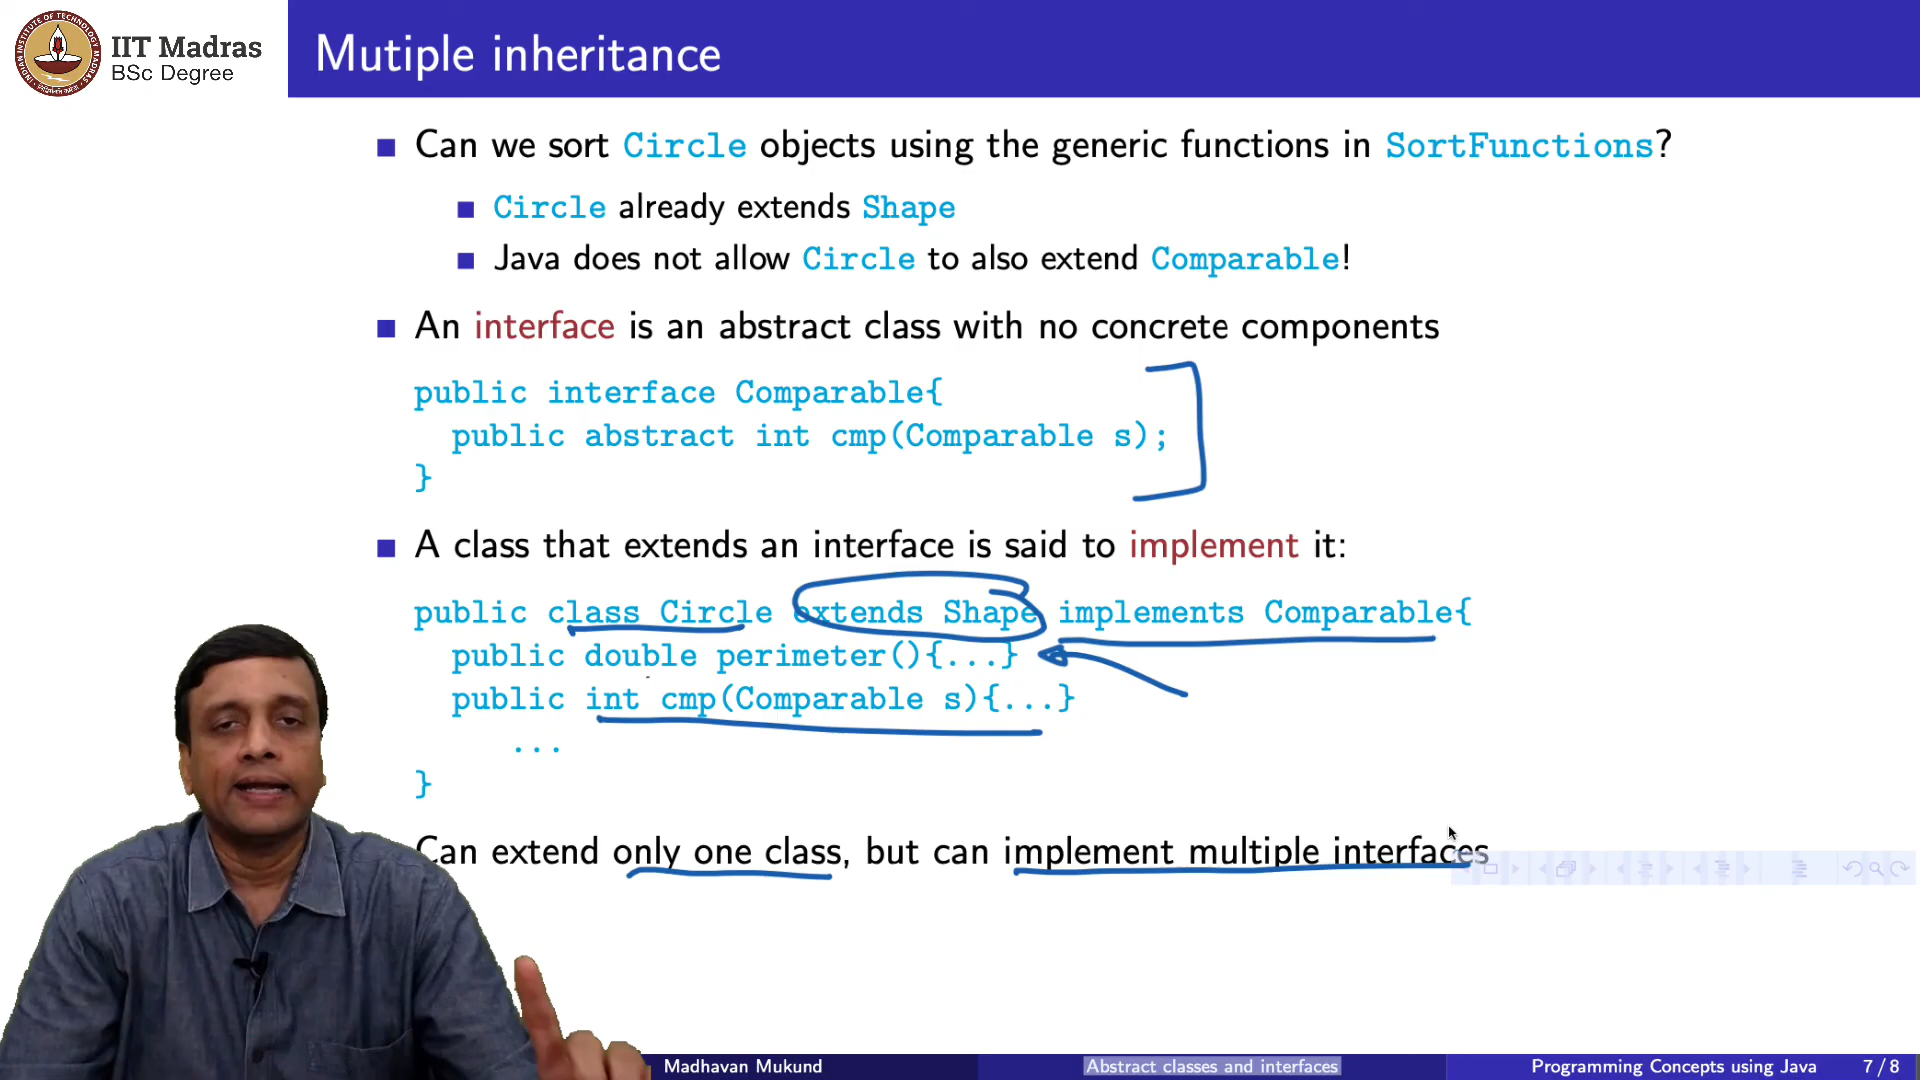 IIT Madras
BSc Degree
Mutiple inheritance
Can we sort Circle objects using the generic functions in SortFunctions?
Circle already extends Shape
Java does not allow Circle to also extend Comparable!
An interface is an abstract class with no concrete components
public interface Comparable{
public abstract int cmp(Comparable s);
}
A class that extends an interface is said to implement it:
public class Circle extends Shape implements Comparable{
public double perimeter(){...}
public int cmp(Comparable s){...}
...
}
Can extend only one class, but can implement multiple interfaces
Madhavan Mukund
Abstract classes and interfaces
Programming Concepts using Java
7 / 8